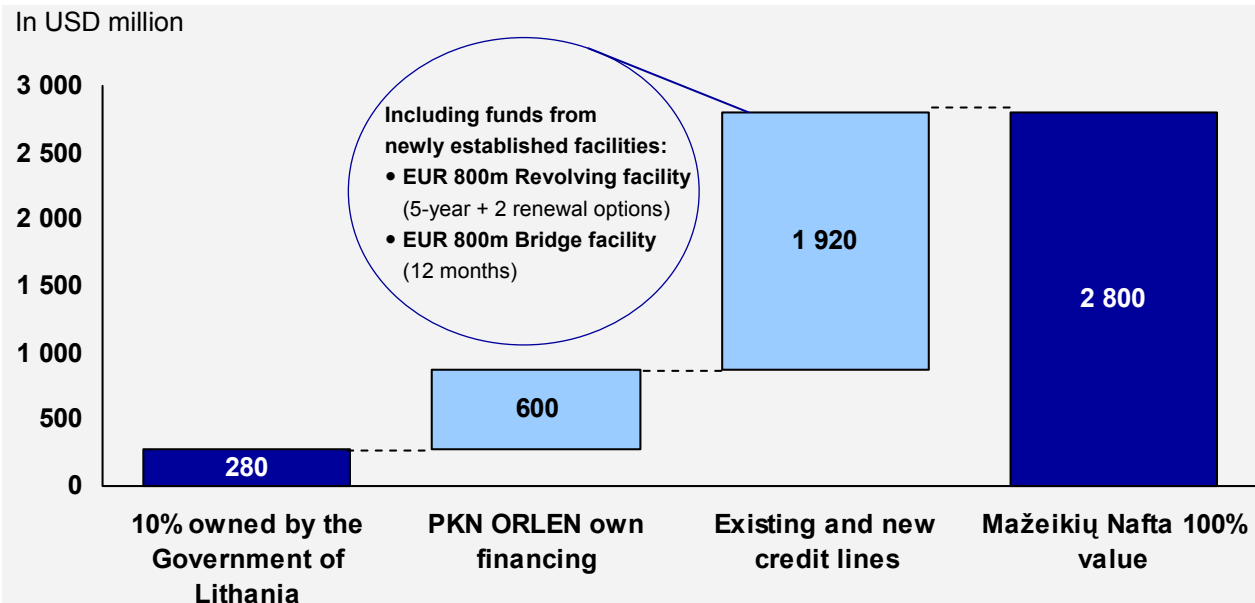 In USD million
3 000
2 500
2 000
1 500
1 000
500
0
Including funds from
newly established facilities:
• EUR 800m Revolving facility
(5-year + 2 renewal options)
• EUR 800m Bridge facility
(12 months)
280
600
1 920
2 800
10% owned by the
Government of
Lithania
PKN ORLEN own
financing
Existing and new
credit lines
Mažeikių Nafta 100%
value